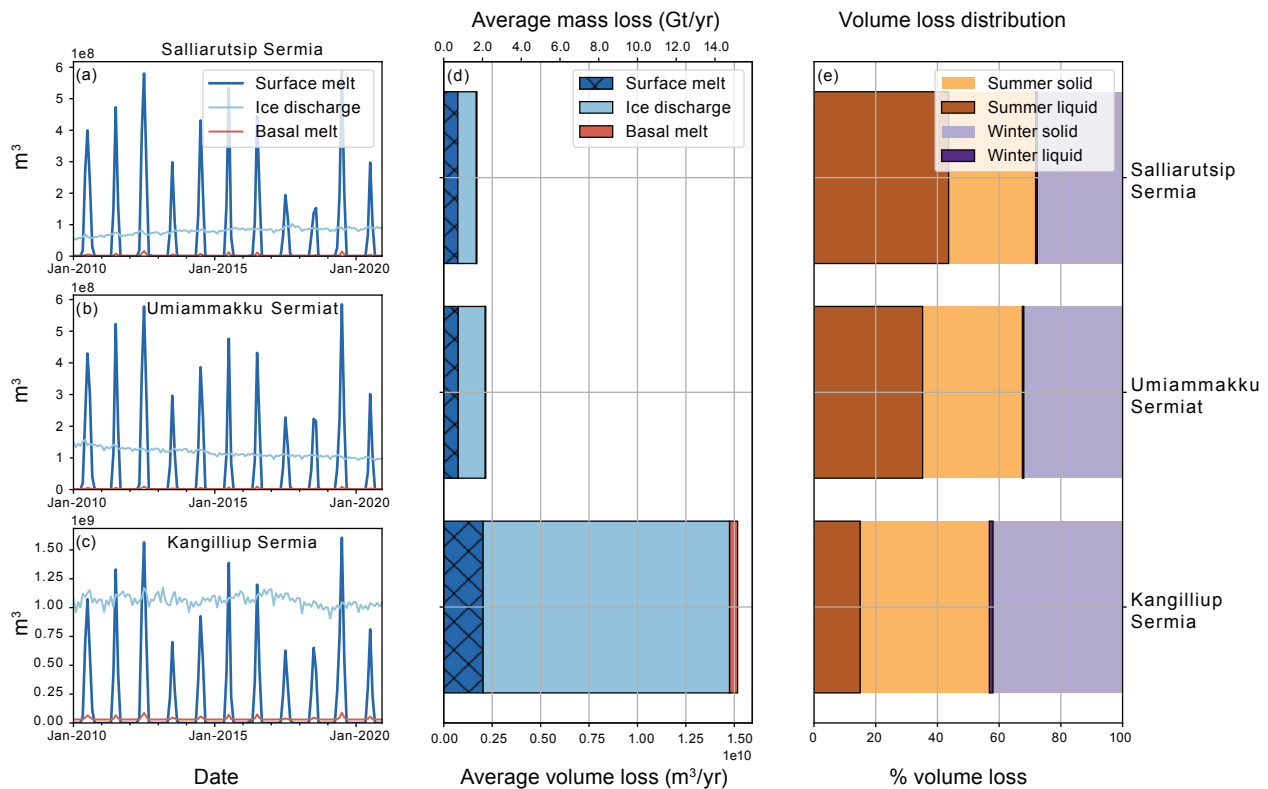 Average mass loss (Gt/yr)
Volume loss distribution
Salliarutsip Sermia
0.0 2.0 4.0 6.0 8.0 10.0 12.0 14.0
1e8
(a)
Surface melt
Ice discharge
Basal melt
m³
6
5
4
3
2
1
0
Jan-2010 Jan-2015 Jan-2020
1e8
(b)
Umiammakku Sermiat
m³
6
5
4
3
2
1
0
Jan-2010 Jan-2015 Jan-2020
1e9
(c)
Kangilliup Sermia
m³
1.50
1.25
1.00
0.75
0.50
0.25
0.00
Jan-2010 Jan-2015 Jan-2020
Date
(d)
Surface melt
Ice discharge
Basal melt
0.00 0.25 0.50 0.75 1.00 1.25 1.50
1e10
Average volume loss (m³/yr)
(e)
Summer solid
Summer liquid
Winter solid
Winter liquid
Salliarutsip
Sermia
Umiammakku
Sermiat
Kangilliup
Sermia
0 20 40 60 80 100
% volume loss